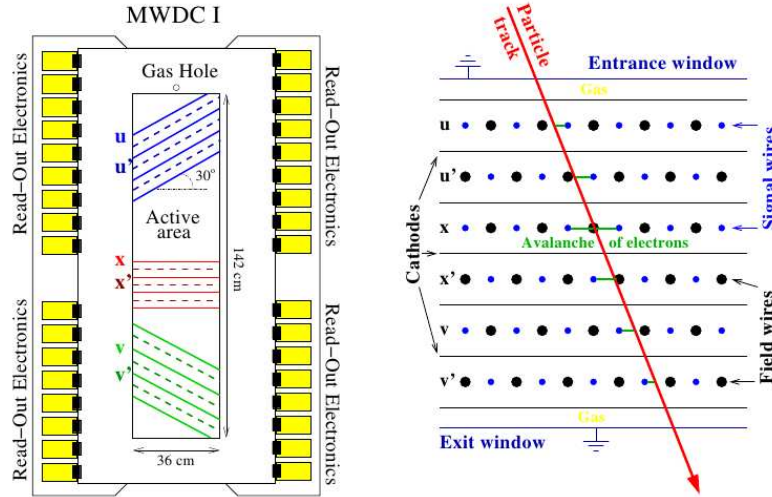 MWDC I
Gas Hole
Read-Out Electronics
Read-Out Electronics
u
u'
30°
Active
area
x
x'
142 cm
v
v'
Read-Out Electronics
Read-Out Electronics
36 cm
Particle
track
Entrance window
Gas
u
u'
x
Avalanche of electrons
x'
v
v'
Cathodes
Signal wires
Field wires
Gas
Exit window